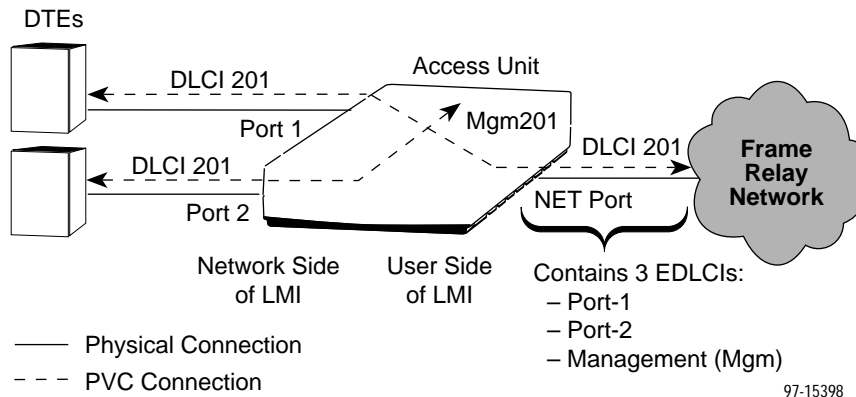 DTEs
Access Unit
DLCI 201
Port 1
Mgm201
DLCI 201
DLCI 201
Port 2
NET Port
Frame
Relay
Network
Network Side
of LMI
User Side
of LMI
Contains 3 EDLCIs:
– Port-1
– Port-2
– Management (Mgm)
Physical Connection
PVC Connection
97-15398